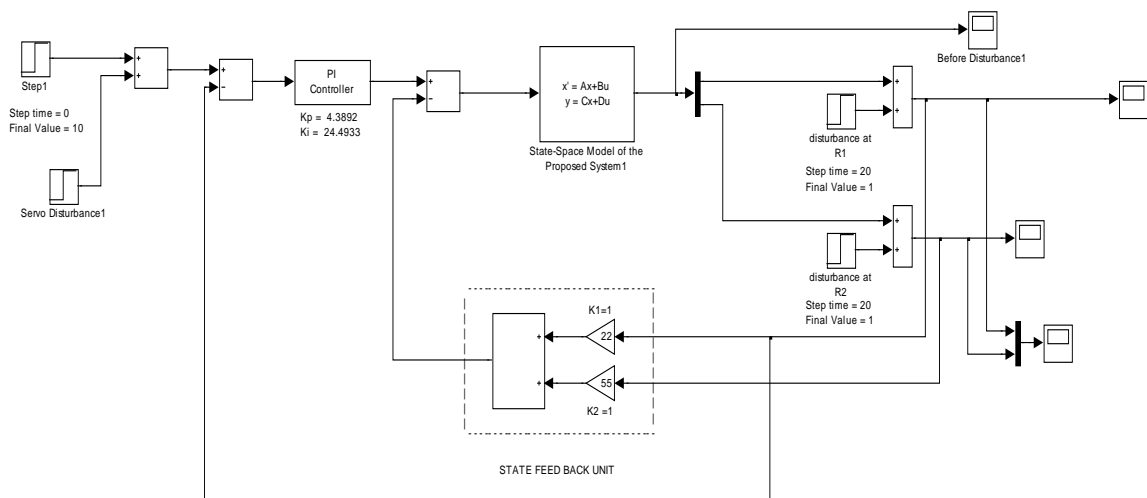 Before Disturbance1
Step1
Step time = 0
Final Value = 10
Servo Disturbance1
+
+
+
−
PI
Controller
Kp = 4.3892
Ki = 24.4933
+
−
x' = Ax+Bu
y = Cx+Du
State-Space Model of the
Proposed System1
+
+
disturbance at
R1
Step time = 20
Final Value = 1
+
+
disturbance at
R2
Step time = 20
Final Value = 1
K1=1
+
22
+
55
K2 =1
STATE FEED BACK UNIT